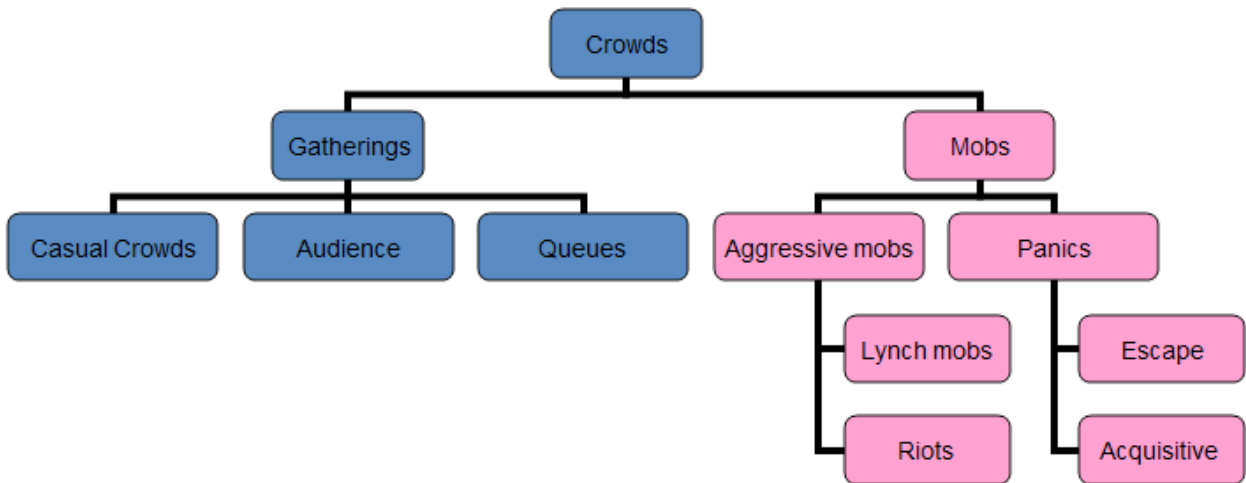 Crowds
Gatherings
Mobs
Casual Crowds
Audience
Queues
Aggressive mobs
Panics
Lynch mobs
Escape
Riots
Acquisitive